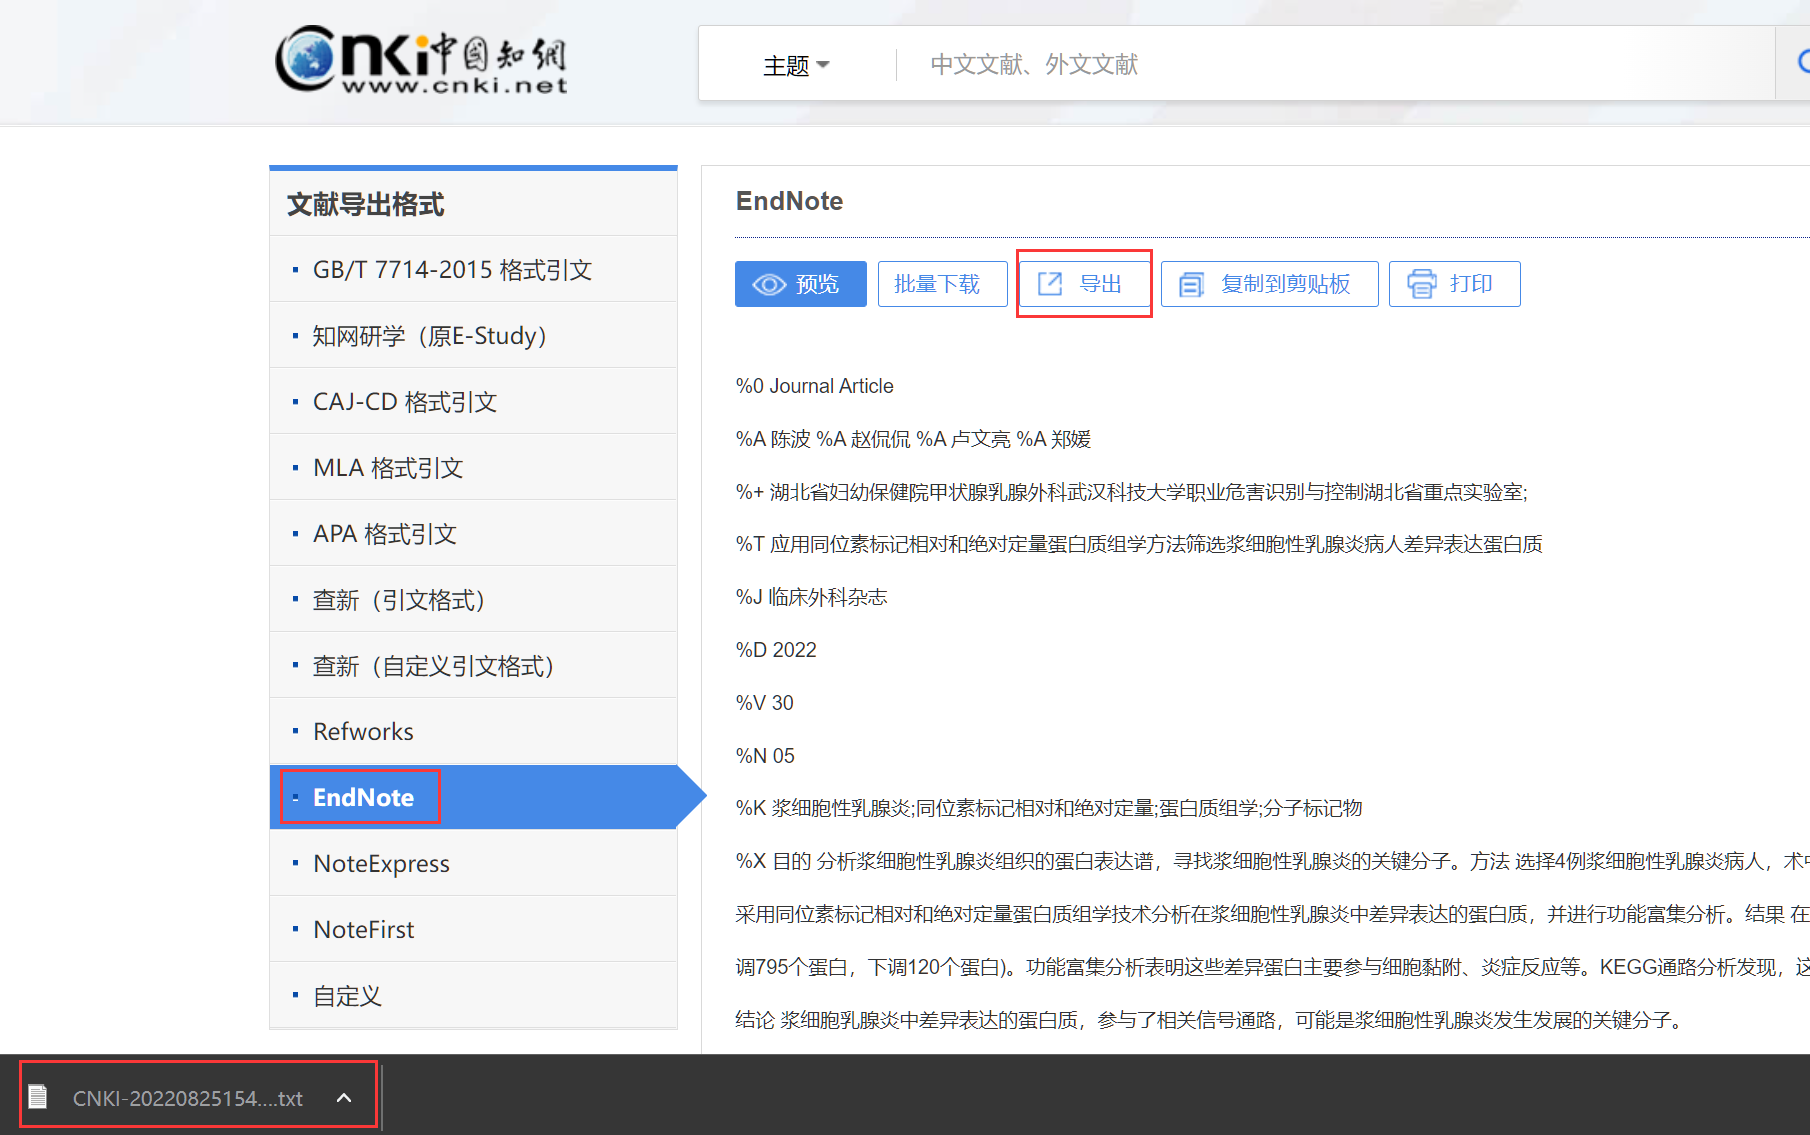 cnki中国知網
www.cnki.net
主题
中文文献、外文文献
文献导出格式
GB/T 7714-2015 格式引文
知网研学（原E-Study）
CAJ-CD 格式引文
MLA 格式引文
APA 格式引文
查新（引文格式）
查新（自定义引文格式）
Refworks
EndNote
NoteExpress
NoteFirst
自定义
EndNote
预览 批量下载 导出 复制到剪贴板 打印
%0 Journal Article
%A 陈波 %A 赵侃侃 %A 卢文亮 %A 郑媛
%+ 湖北省妇幼保健院甲状腺乳腺外科武汉科技大学职业危害识别与控制湖北省重点实验室;
%T 应用同位素标记相对和绝对定量蛋白质组学方法筛选浆细胞性乳腺炎病人差异表达蛋白质
%J 临床外科杂志
%D 2022
%V 30
%N 05
%K 浆细胞性乳腺炎;同位素标记相对和绝对定量;蛋白质组学;分子标记物
%X 目的 分析浆细胞性乳腺炎组织的蛋白表达谱，寻找浆细胞性乳腺炎的关键分子。方法 选择4例浆细胞性乳腺炎病人，术
采用同位素标记相对和绝对定量蛋白质组学技术分析在浆细胞性乳腺炎中差异表达的蛋白质，并进行功能富集分析。结果 在
调795个蛋白，下调120个蛋白)。功能富集分析表明这些差异蛋白主要参与细胞黏附、炎症反应等。KEGG通路分析发现，这
结论 浆细胞乳腺炎中差异表达的蛋白质，参与了相关信号通路，可能是浆细胞性乳腺炎发生发展的关键分子。
CNKI-20220825154....txt